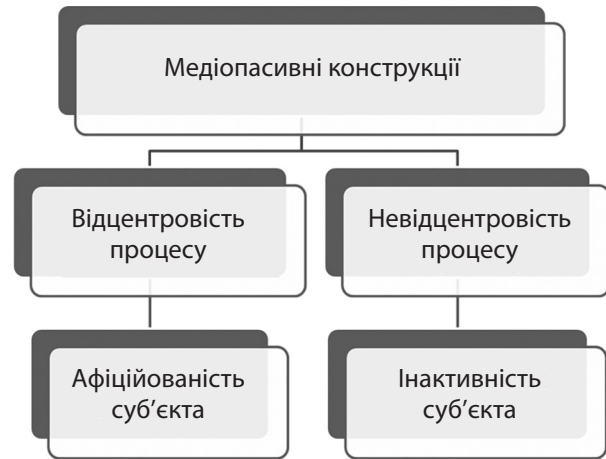 Медіопасивні конструкції
Відцентровість
процесу
Невідцентровість
процесу
Афіційованість
суб’єкта
Інактивність
суб’єкта